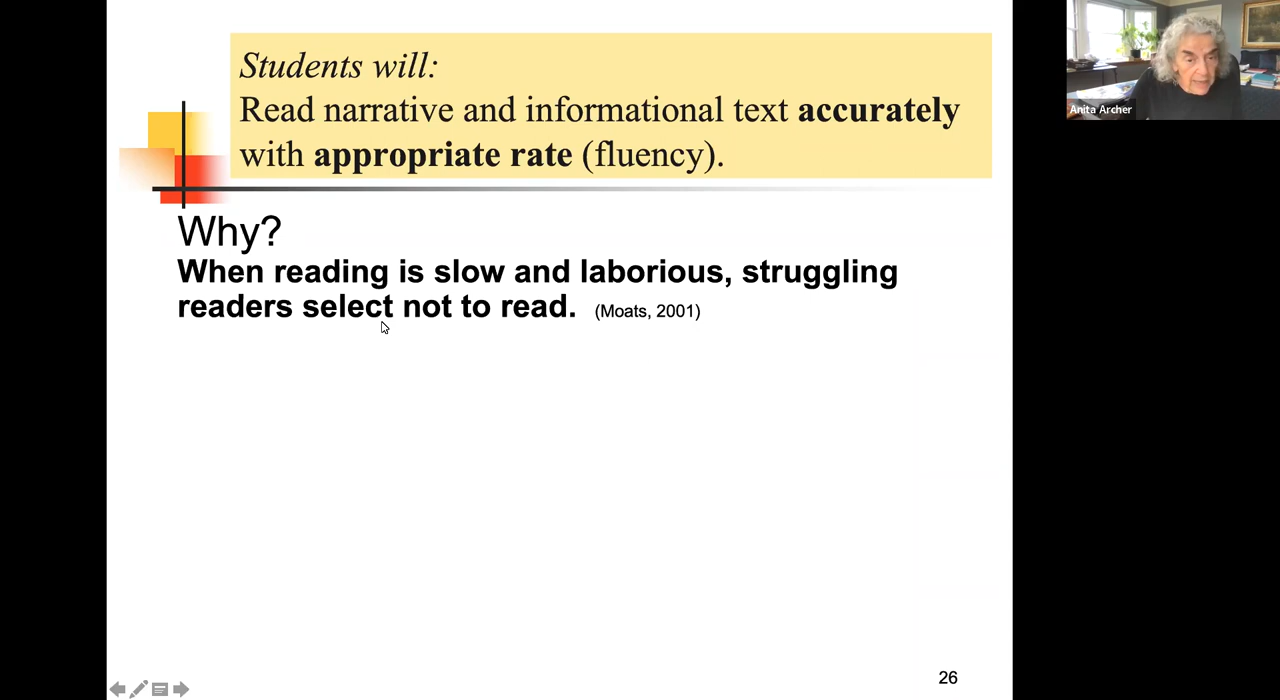 Students will:
Read narrative and informational text accurately
with appropriate rate (fluency).
Anita Archer
Why?
When reading is slow and laborious, struggling
readers select not to read. (Moats, 2001)
26